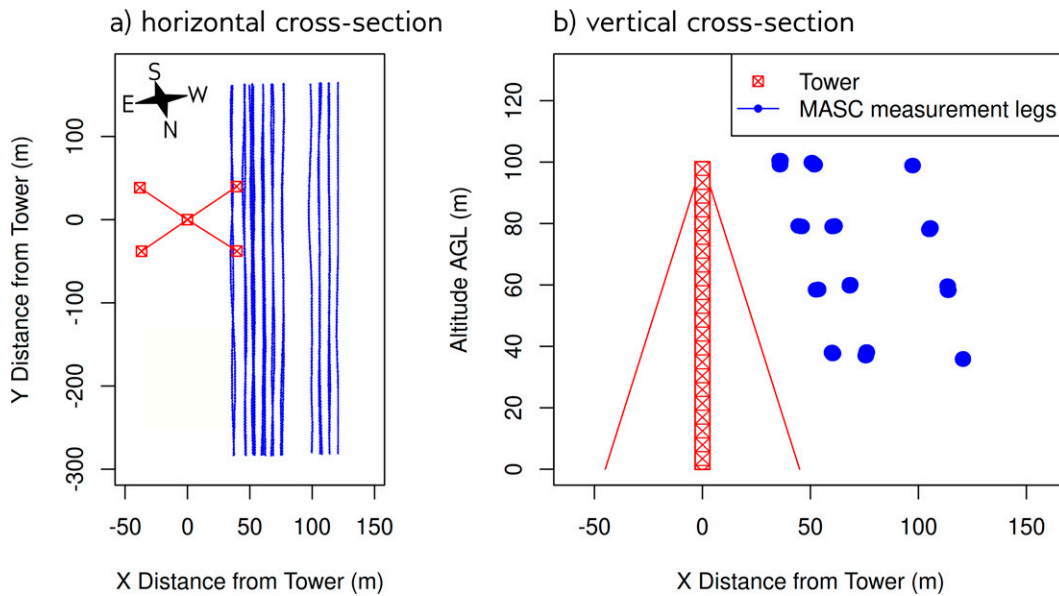 a) horizontal cross-section
S
E W
N
Y Distance from Tower (m)
100
0
-100
-200
-300
-50 0 50 100 150
X Distance from Tower (m)
b) vertical cross-section
Tower
MASC measurement legs
Altitude AGL (m)
120
100
80
60
40
20
0
-50 0 50 100 150
X Distance from Tower (m)